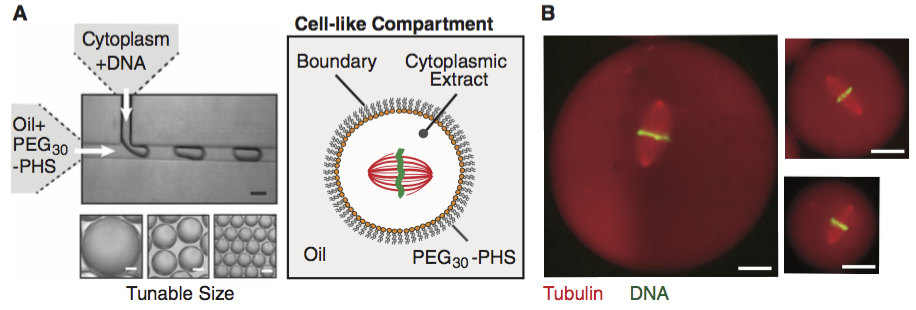 A
Cytoplasm
+DNA
Oil+
PEG30
-PHS
Tunable Size
Cell-like Compartment
Boundary
Cytoplasmic
Extract
Oil
PEG30-PHS
B
Tubulin DNA